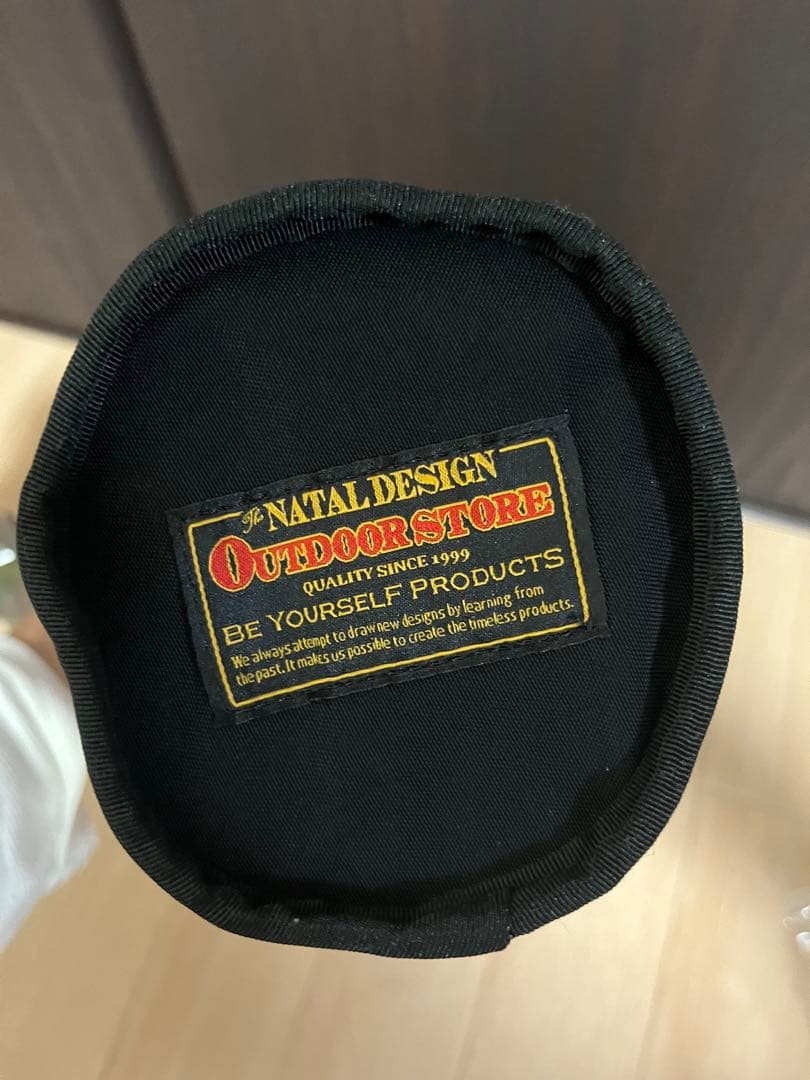 The NATAL DESIGN
OUTDOOR STORE
QUALITY SINCE 1999
BE YOURSELF PRODUCTS
We always attempt to draw new designs by learning from
the past. It makes us possible to create the timeless products.